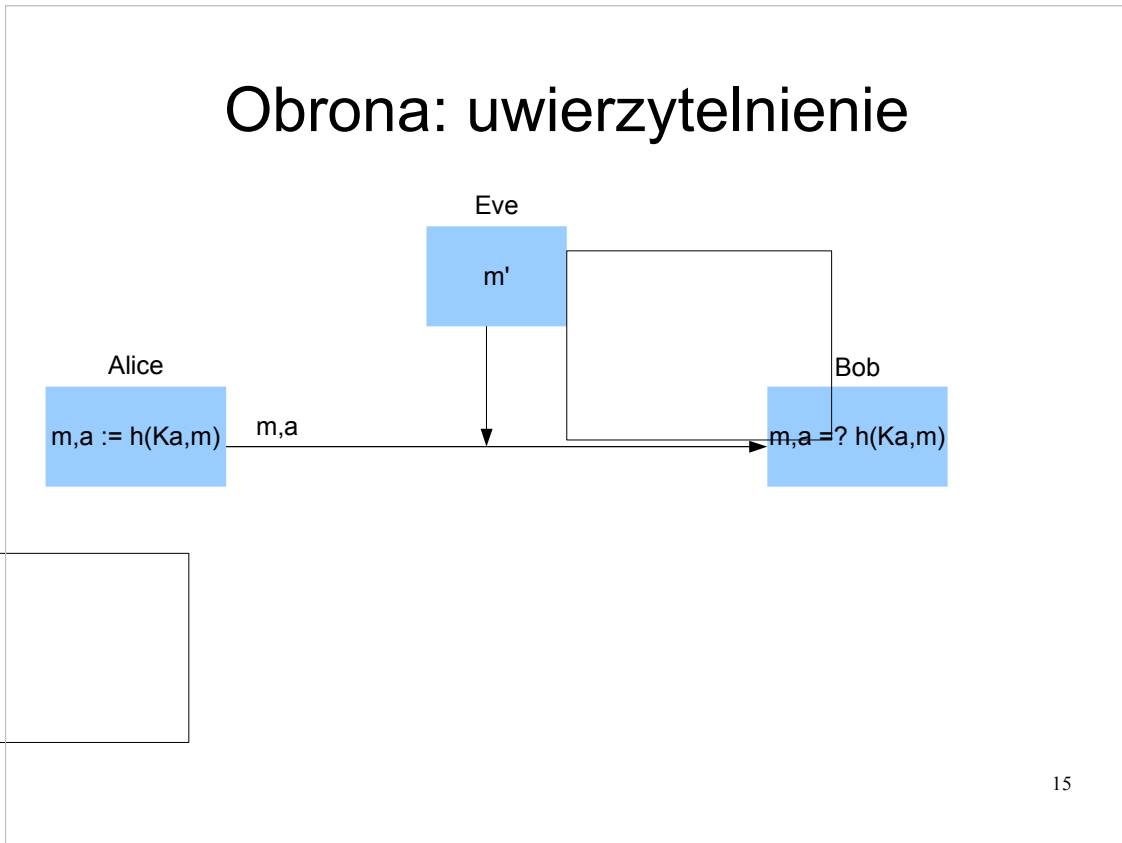 Obrona: uwierzytelnienie
Eve
m'
Alice
Bob
m,a := h(Ka,m)
m,a
m,a =? h(Ka,m)
15